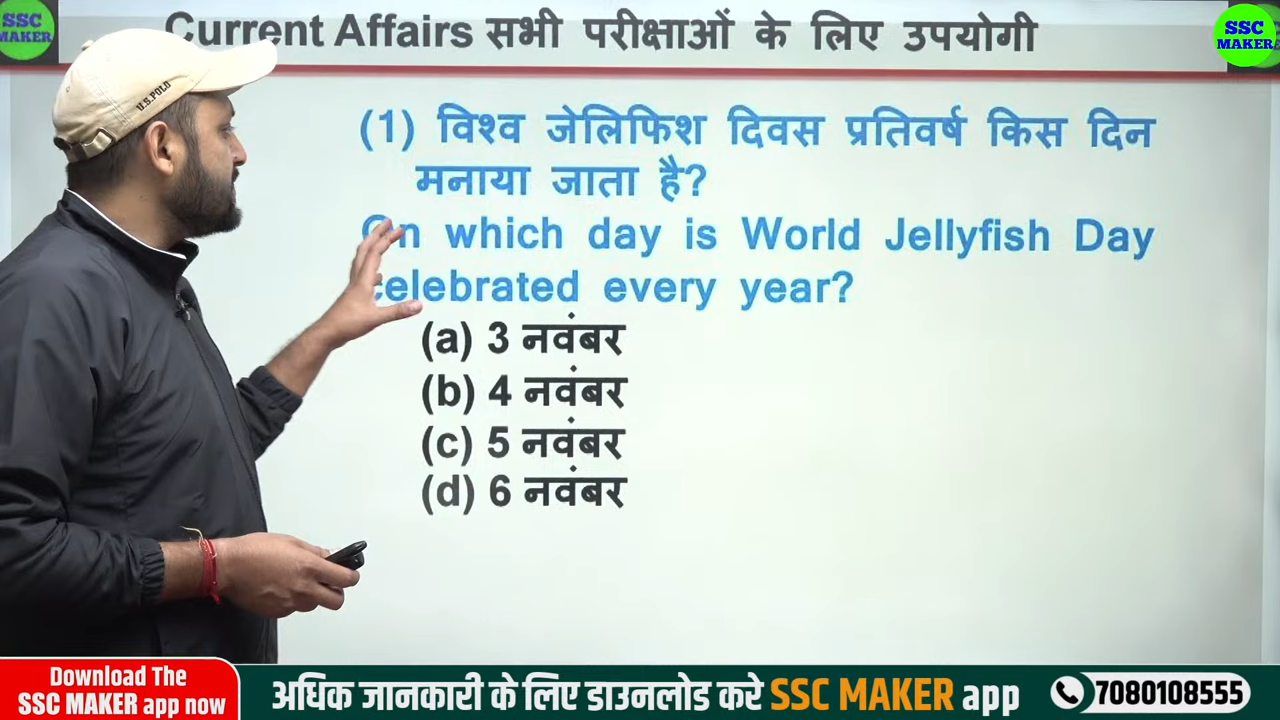 SSC
MAKER
Current Affairs सभी परीक्षाओं के लिए उपयोगी
SSC
MAKER
U.S.POLO
(1) विश्व जेलिफिश दिवस प्रतिवर्ष किस दिन
मनाया जाता है?
On which day is World Jellyfish Day
celebrated every year?
(a) 3 नवंबर
(b) 4 नवंबर
(c) 5 नवंबर
(d) 6 नवंबर
Download The
SSC MAKER app now
अधिक जानकारी के लिए डाउनलोड करे SSC MAKER app
7080108555